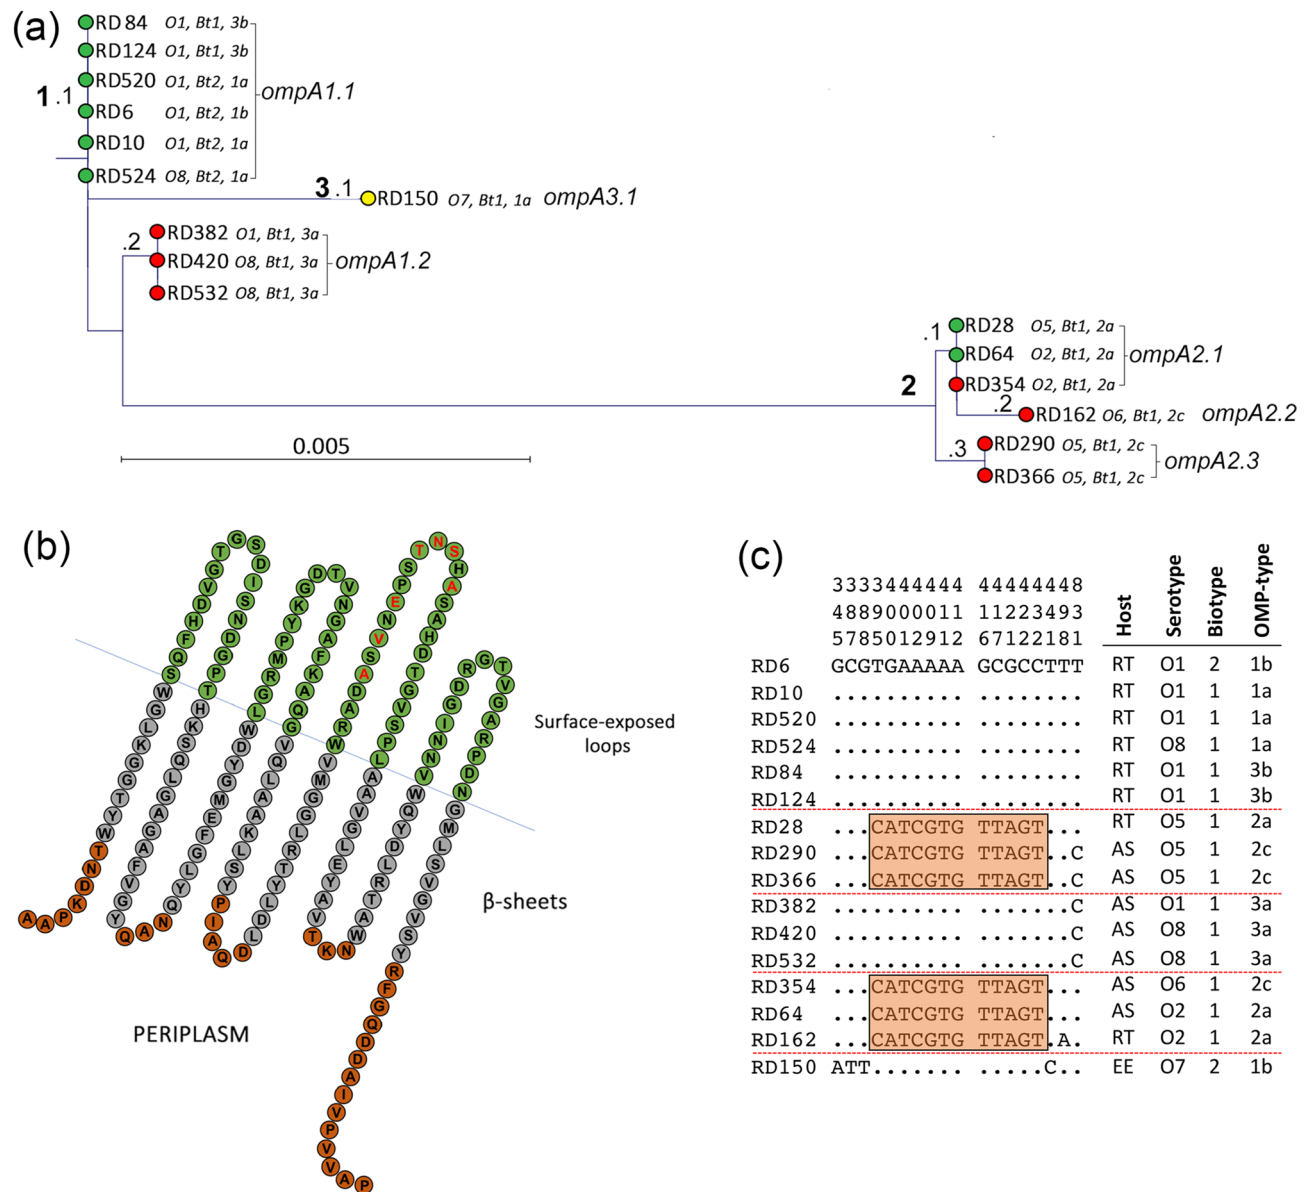 (a)
RD84 O1, Bt1, 3b
RD124 O1, Bt1, 3b
RD520 O1, Bt2, 1a
RD6 O1, Bt2, 1b
RD10 O1, Bt2, 1a
RD524 O8, Bt2, 1a
1.1
ompA1.1
3.1
RD150 O7, Bt1, 1a ompA3.1
.2
RD382 O1, Bt1, 3a
RD420 O8, Bt1, 3a
RD532 O8, Bt1, 3a
ompA1.2
2
.1
RD28 O5, Bt1, 2a
RD64 O2, Bt1, 2a
RD354 O2, Bt1, 2a
ompA2.1
.2
RD162 O6, Bt1, 2c ompA2.2
.3
RD290 O5, Bt1, 2c
RD366 O5, Bt1, 2c
ompA2.3
0.005
(b)
Surface-exposed
loops
β-sheets
PERIPLASM
(c)
3333444444 44444448
4889000011 11223493
5785012912 67122181
Host Serotype Biotype OMP-type
RD6 GCGTGAAAAA GCGCCTTT RT O1 2 1b
RD10 .......... ........ RT O1 1 1a
RD520 .......... ........ RT O1 1 1a
RD524 .......... ........ RT O8 1 1a
RD84 .......... ........ RT O1 1 3b
RD124 .......... ........ RT O1 1 3b
RD28 ...CATCGTG TTAGT... RT O5 1 2a
RD290 ...CATCGTG TTAGT..C AS O5 1 2c
RD366 ...CATCGTG TTAGT..C AS O5 1 2c
RD382 .......... .......C AS O1 1 3a
RD420 .......... .......C AS O8 1 3a
RD532 .......... .......C AS O8 1 3a
RD354 ...CATCGTG TTAGT... AS O6 1 2c
RD64 ...CATCGTG TTAGT... AS O2 1 2a
RD162 ...CATCGTG TTAGT.A. RT O2 1 2a
RD150 ATT....... .....C.. EE O7 2 1b